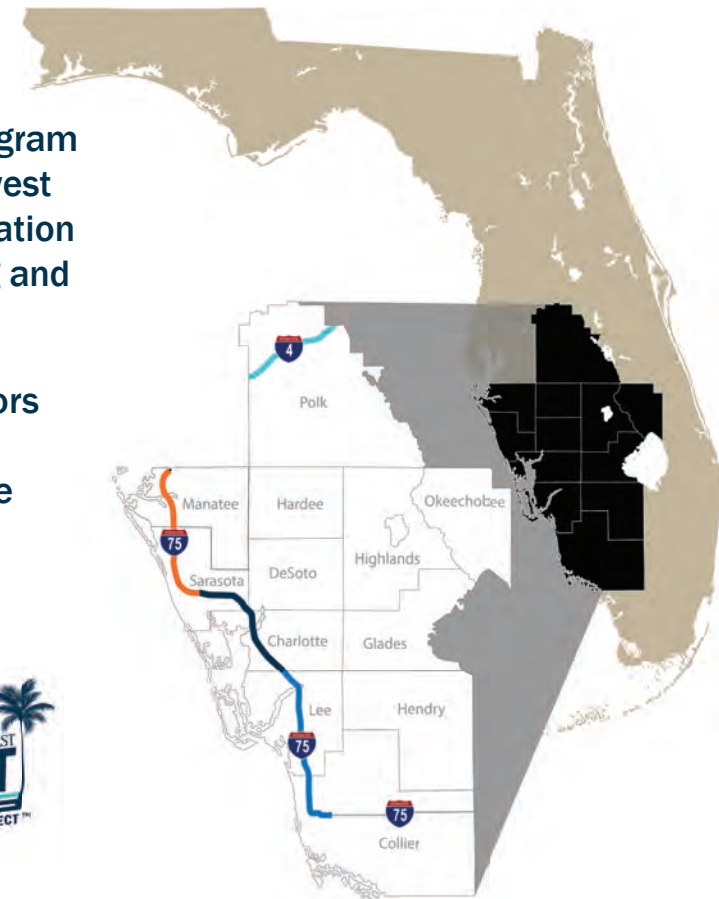 gram
vest
ation
g and
ors
e
4
Polk
Manatee
Hardee
Okeechobee
75
Highlands
Sarasota
DeSoto
Charlotte
Glades
Lee
Hendry
75
75
Collier
ST
T
ECT™